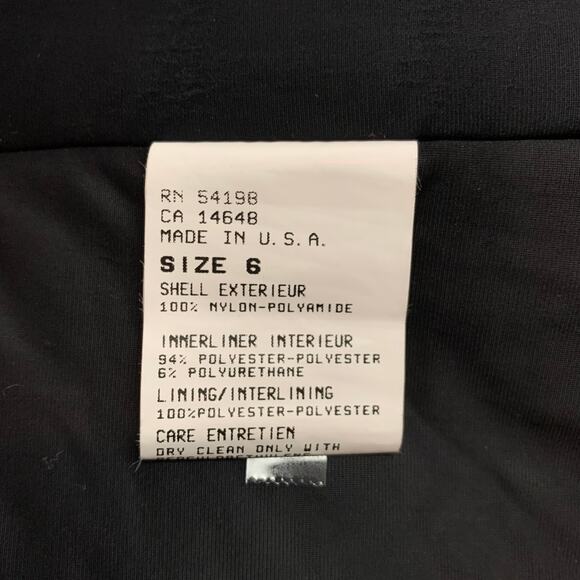 RN 54198
CA 14648
MADE IN U.S.A.
SIZE 6
SHELL EXTERIEUR
100% NYLON-POLYAMIDE
INNERLINER INTERIEUR
94% POLYESTER-POLYESTER
6% POLYURETHANE
LINING/INTERLINING
100%POLYESTER-POLYESTER
CARE ENTRETIEN
DRY CLEAN ONLY WITH